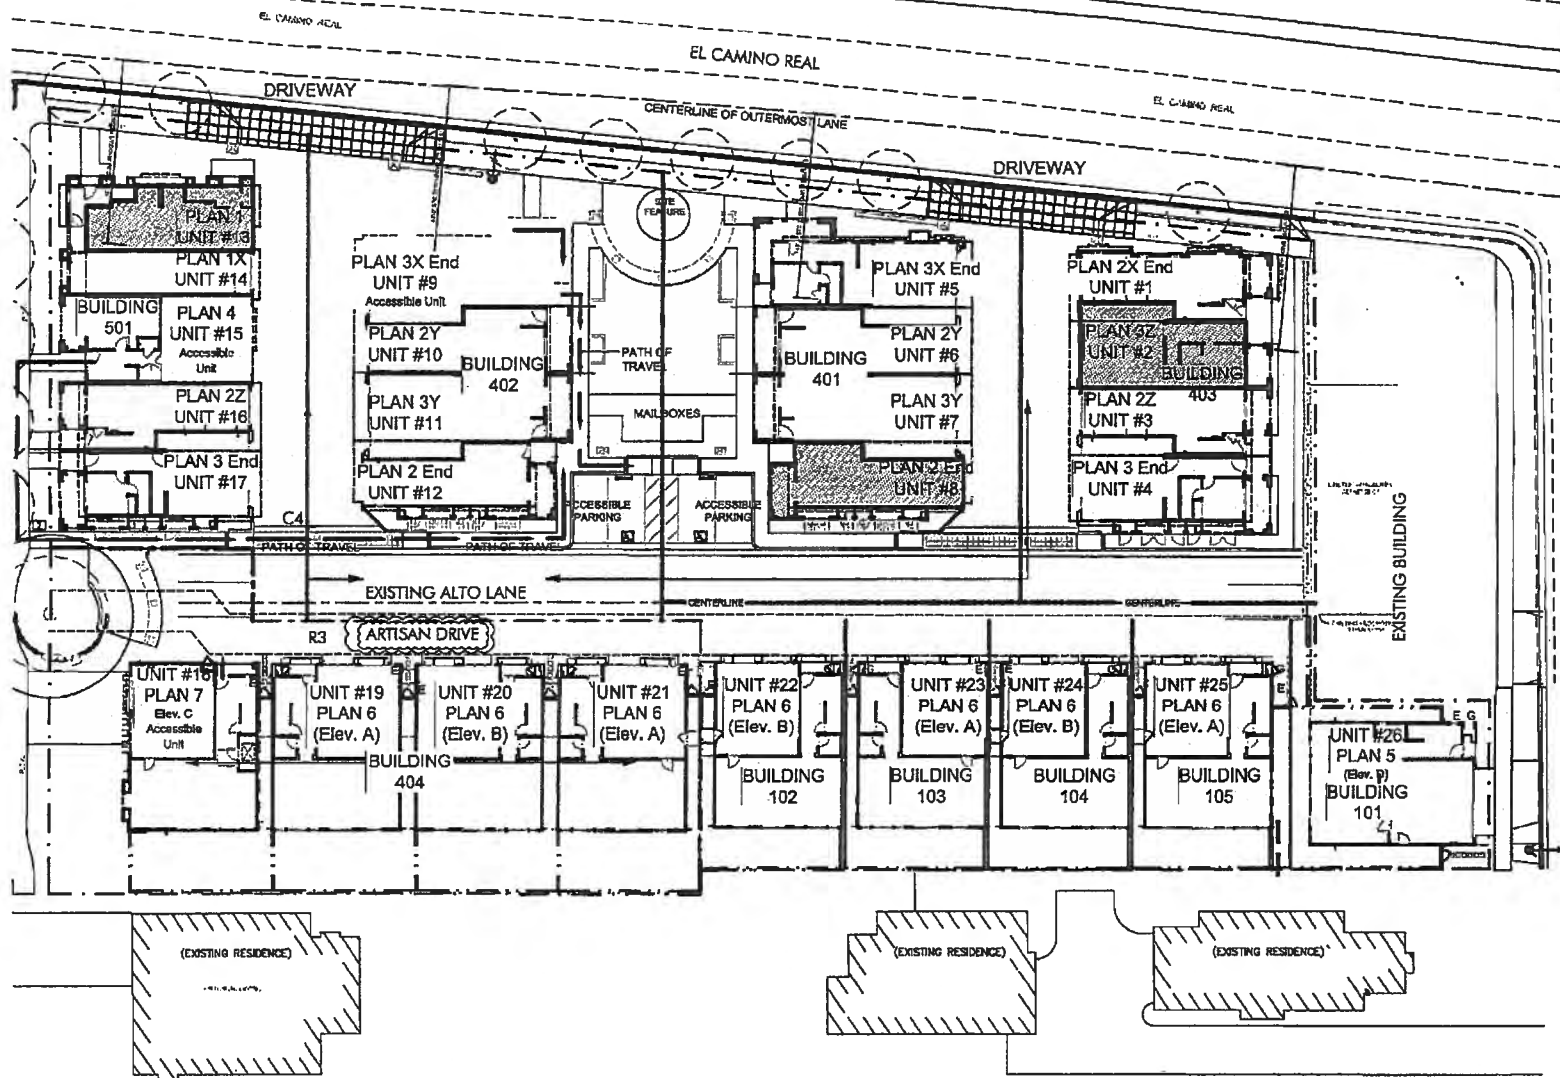 EL CAMINO REAL
EL CAMINO REAL
EL CAMINO REAL
DRIVEWAY
CENTERLINE OF OUTERMOST LANE
DRIVEWAY
SITE
FEATURE
PLAN 1
UNIT #13
PLAN 1X
UNIT #14
BUILDING
501
PLAN 4
UNIT #15
Accessible
Unit
PLAN 2Z
UNIT #16
PLAN 3 End
UNIT #17
PLAN 3X End
UNIT #9
Accessible Unit
PLAN 2Y
UNIT #10
BUILDING
402
PLAN 3Y
UNIT #11
PLAN 2 End
UNIT #12
PATH OF
TRAVEL
MAILBOXES
ACCESSIBLE
PARKING
ACCESSIBLE
PARKING
PLAN 3X End
UNIT #5
PLAN 2Y
UNIT #6
BUILDING
401
PLAN 3Y
UNIT #7
PLAN 2 End
UNIT #8
PLAN 2X End
UNIT #1
PLAN 3Z
UNIT #2
BUILDING
403
PLAN 2Z
UNIT #3
PLAN 3 End
UNIT #4
EXISTING BUILDING
C4
PATH OF TRAVEL
PATH OF TRAVEL
EXISTING ALTO LANE
CENTERLINE
CENTERLINE
R3
ARTISAN DRIVE
UNIT #18
PLAN 7
Elev. C
Accessible
Unit
UNIT #19
PLAN 6
(Elev. A)
UNIT #20
PLAN 6
(Elev. B)
UNIT #21
PLAN 6
(Elev. A)
BUILDING
404
UNIT #22
PLAN 6
(Elev. B)
BUILDING
102
UNIT #23
PLAN 6
(Elev. A)
BUILDING
103
UNIT #24
PLAN 6
(Elev. B)
BUILDING
104
UNIT #25
PLAN 6
(Elev. A)
BUILDING
105
E G
UNIT #26
PLAN 5
BUILDING
101
(EXISTING RESIDENCE)
(EXISTING RESIDENCE)
(EXISTING RESIDENCE)